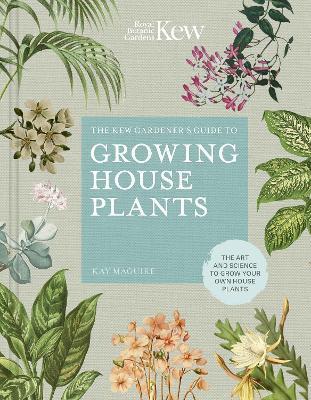 Royal
Botanic
Gardens
Kew
THE KEW GARDENER'S GUIDE TO
GROWING
HOUSE
PLANTS
KAY MAGUIRE
THE ART
AND SCIENCE
TO GROW YOUR
OWN HOUSE
PLANTS